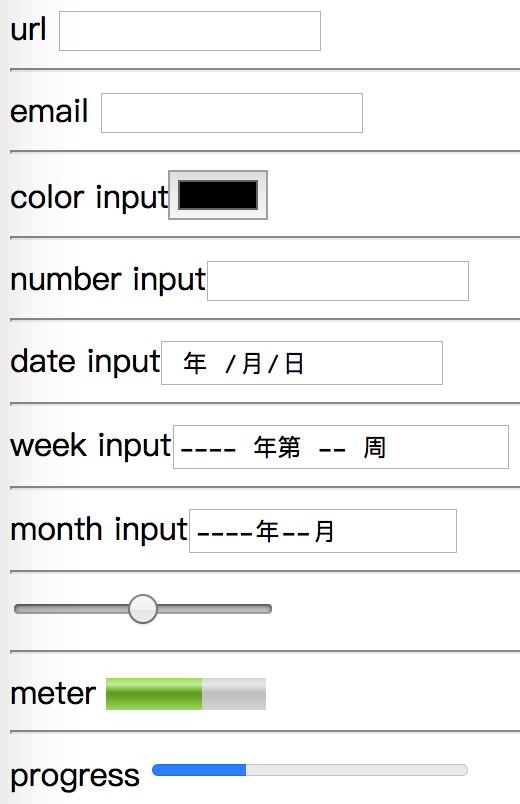 url
email
color input
number input
date input 年 /月/日
week input ---- 年第 -- 周
month input ----年--月
meter
progress